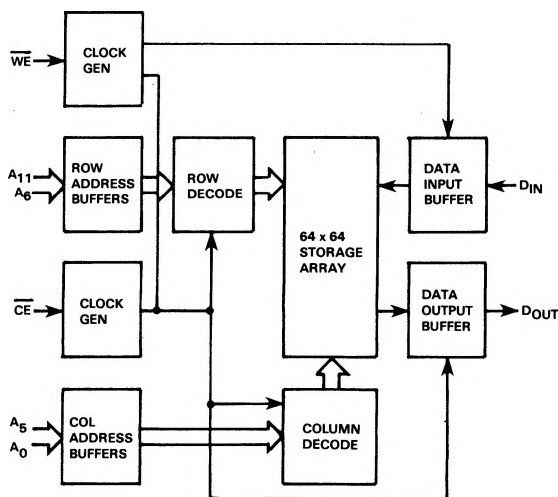 WE
CLOCK
GEN
A11
A6
ROW
ADDRESS
BUFFERS
ROW
DECODE
64 x 64
STORAGE
ARRAY
DATA
INPUT
BUFFER
DIN
CE
CLOCK
GEN
DATA
OUTPUT
BUFFER
DOUT
A5
A0
COL
ADDRESS
BUFFERS
COLUMN
DECODE